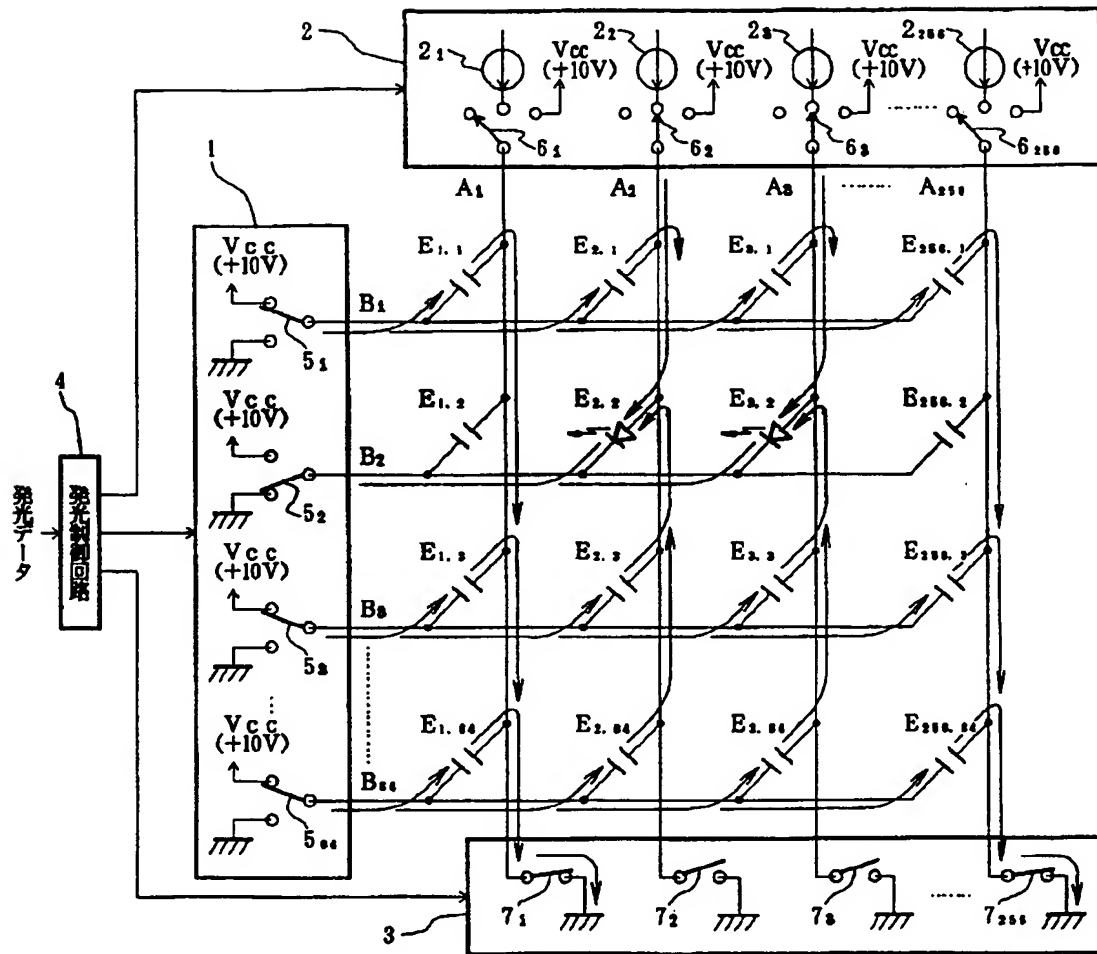 2
2₁
2₂
2₃
2₂₅₆
Vcc
(+10V)
Vcc
(+10V)
Vcc
(+10V)
Vcc
(+10V)
6₁
6₂
6₃
6₂₅₆
1
A₁
A₂
A₃
A₂₅₆
Vcc
(+10V)
E₁.₁
E₂.₁
E₃.₁
E₂₅₆.₁
B₁
5₁
4
Vcc
(+10V)
E₁.₂
E₂.₂
E₃.₂
E₂₅₆.₂
B₂
5₂
発光データ
発光制御回路
Vcc
(+10V)
E₁.₃
E₂.₃
E₃.₃
E₂₅₆.₃
B₃
5₃
Vcc
(+10V)
E₁.₆₄
E₂.₆₄
E₃.₆₄
E₂₅₆.₆₄
B₆₄
5₆₄
7₁
7₂
7₃
7₂₅₆
3